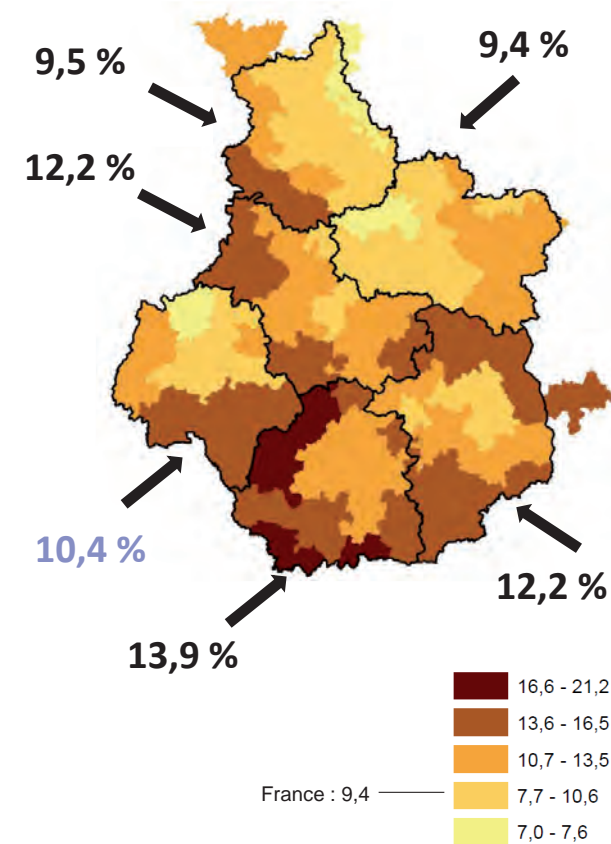 9,5 %
9,4 %
12,2 %
10,4 %
12,2 %
13,9 %
16,6 - 21,2
13,6 - 16,5
10,7 - 13,5
France : 9,4
7,7 - 10,6
7,0 - 7,6